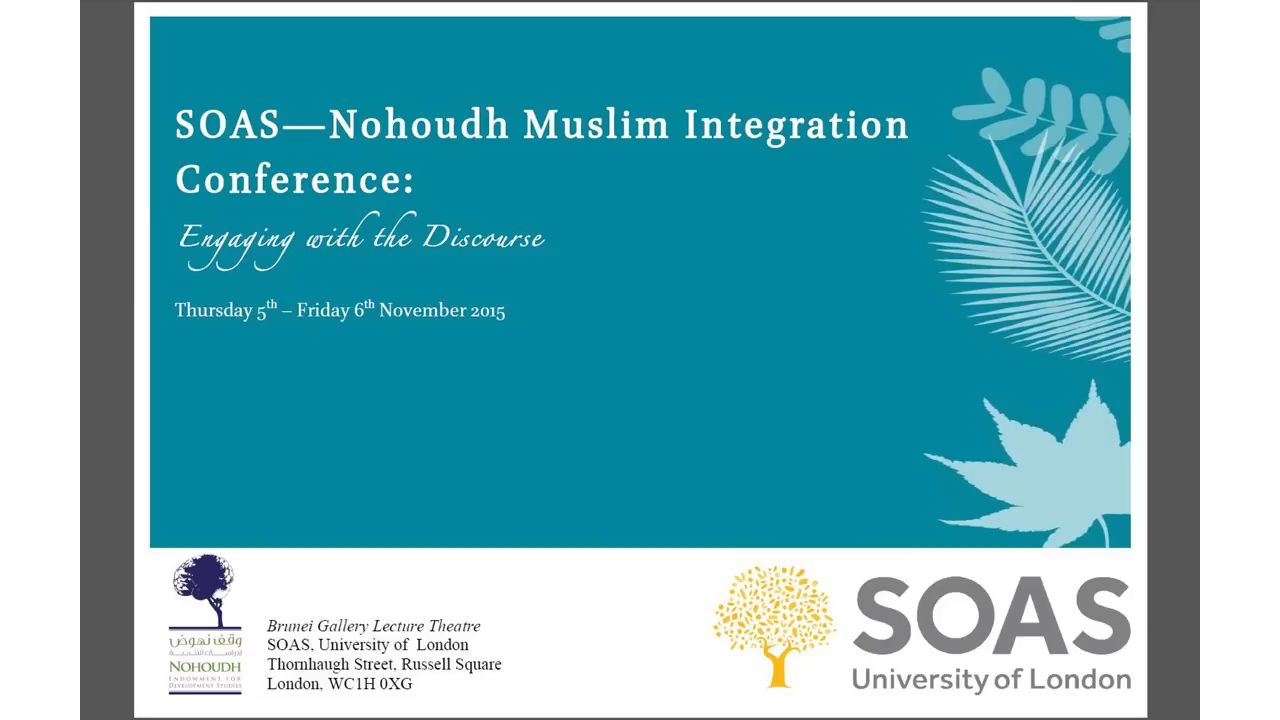 SOAS—Nohoudh Muslim Integration
Conference:
Engaging with the Discourse
Thursday 5th – Friday 6th November 2015
وقف نهوض
لدراسات التنمية
NOHOUDH
ENDOWMENT FOR
DEVELOPMENT STUDIES
Brunei Gallery Lecture Theatre
SOAS, University of London
Thornhaugh Street, Russell Square
London, WC1H 0XG
SOAS
University of London